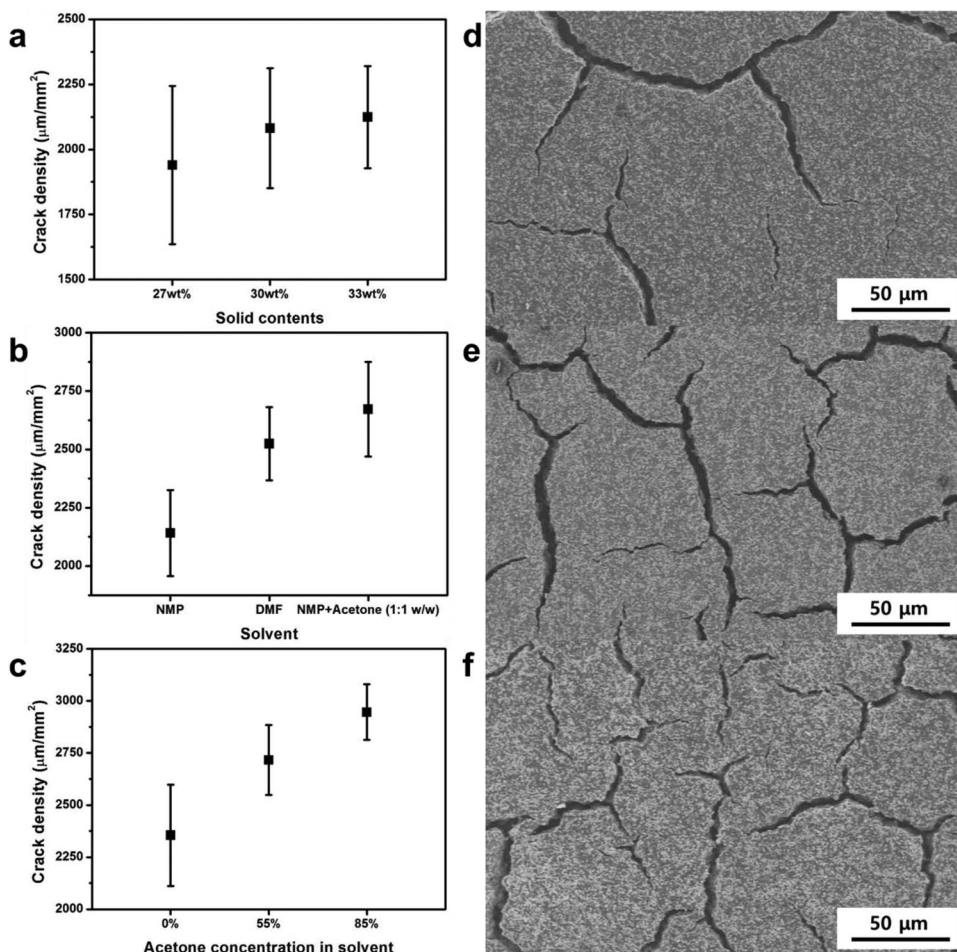 a
2500
2250
2000
1750
1500
Crack density (μm/mm²)
27wt%
30wt%
33wt%
Solid contents
b
3000
2750
2500
2250
2000
Crack density (μm/mm²)
NMP
DMF
NMP+Acetone (1:1 w/w)
Solvent
c
3250
3000
2750
2500
2250
2000
Crack density (μm/mm²)
0%
55%
85%
Acetone concentration in solvent
d
50 μm
e
50 μm
f
50 μm